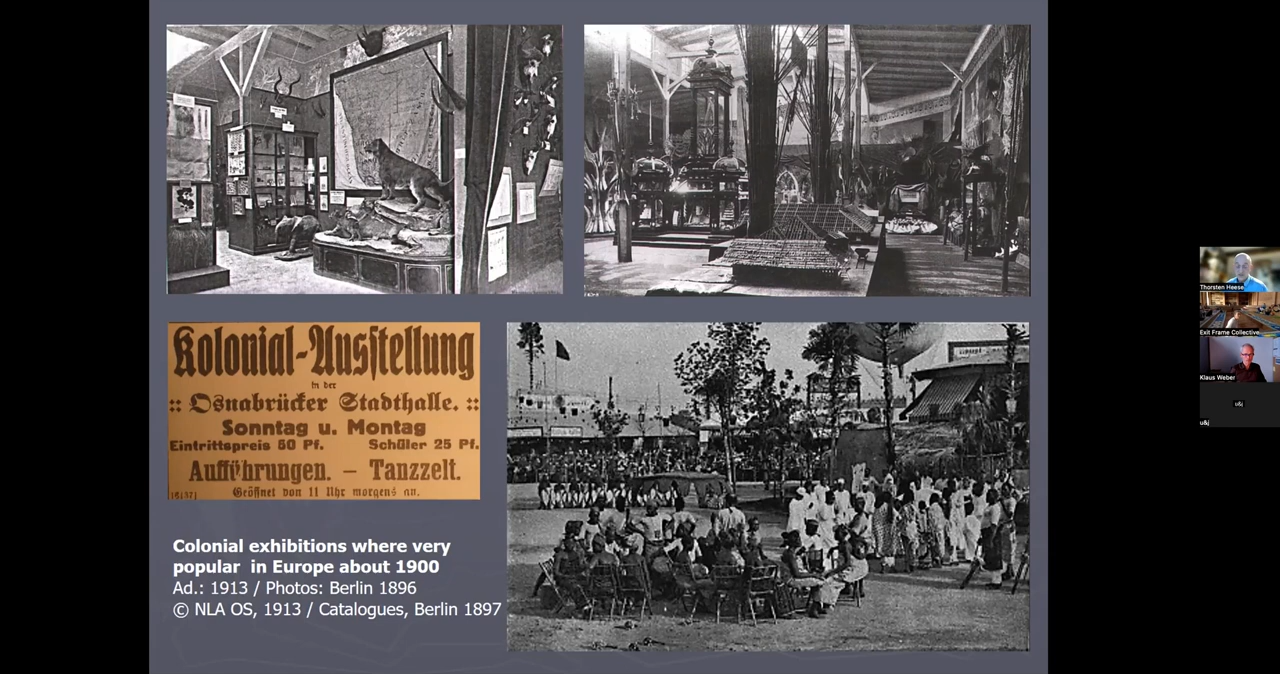 Kolonial-Ausstellung
in der
:: Osnabrücker Stadthalle. ::
Sonntag u. Montag
Eintrittspreis 50 Pf. Schüler 25 Pf.
Aufführungen. – Tanzzelt.
16137] Geöffnet von 11 Uhr morgens an.
Colonial exhibitions where very
popular in Europe about 1900
Ad.: 1913 / Photos: Berlin 1896
© NLA OS, 1913 / Catalogues, Berlin 1897
Thorsten Heese
Exit Frame Collective
Klaus Weber
u&j
u&j